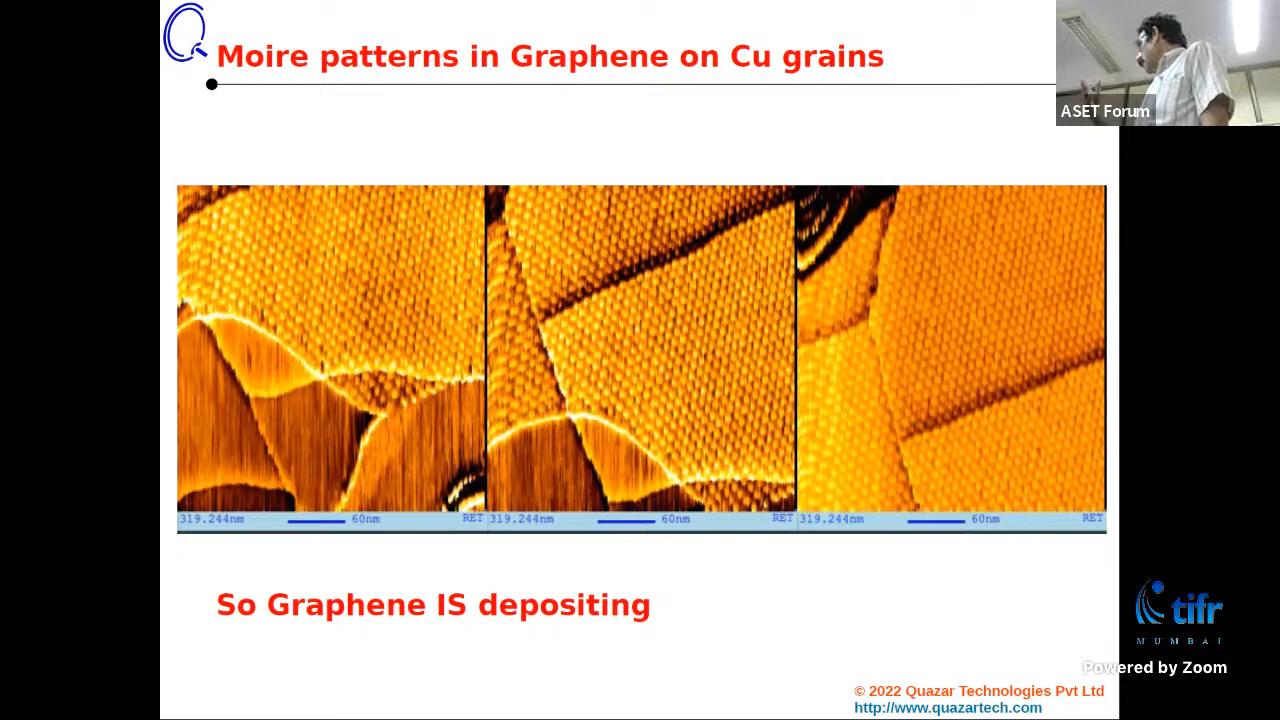 Moire patterns in Graphene on Cu grains
ASET Forum
319.244nm 60nm RET 319.244nm 60nm RET 319.244nm 60nm RET
So Graphene IS depositing
tifr
MUMBAI
Powered by Zoom
© 2022 Quazar Technologies Pvt Ltd
http://www.quazartech.com